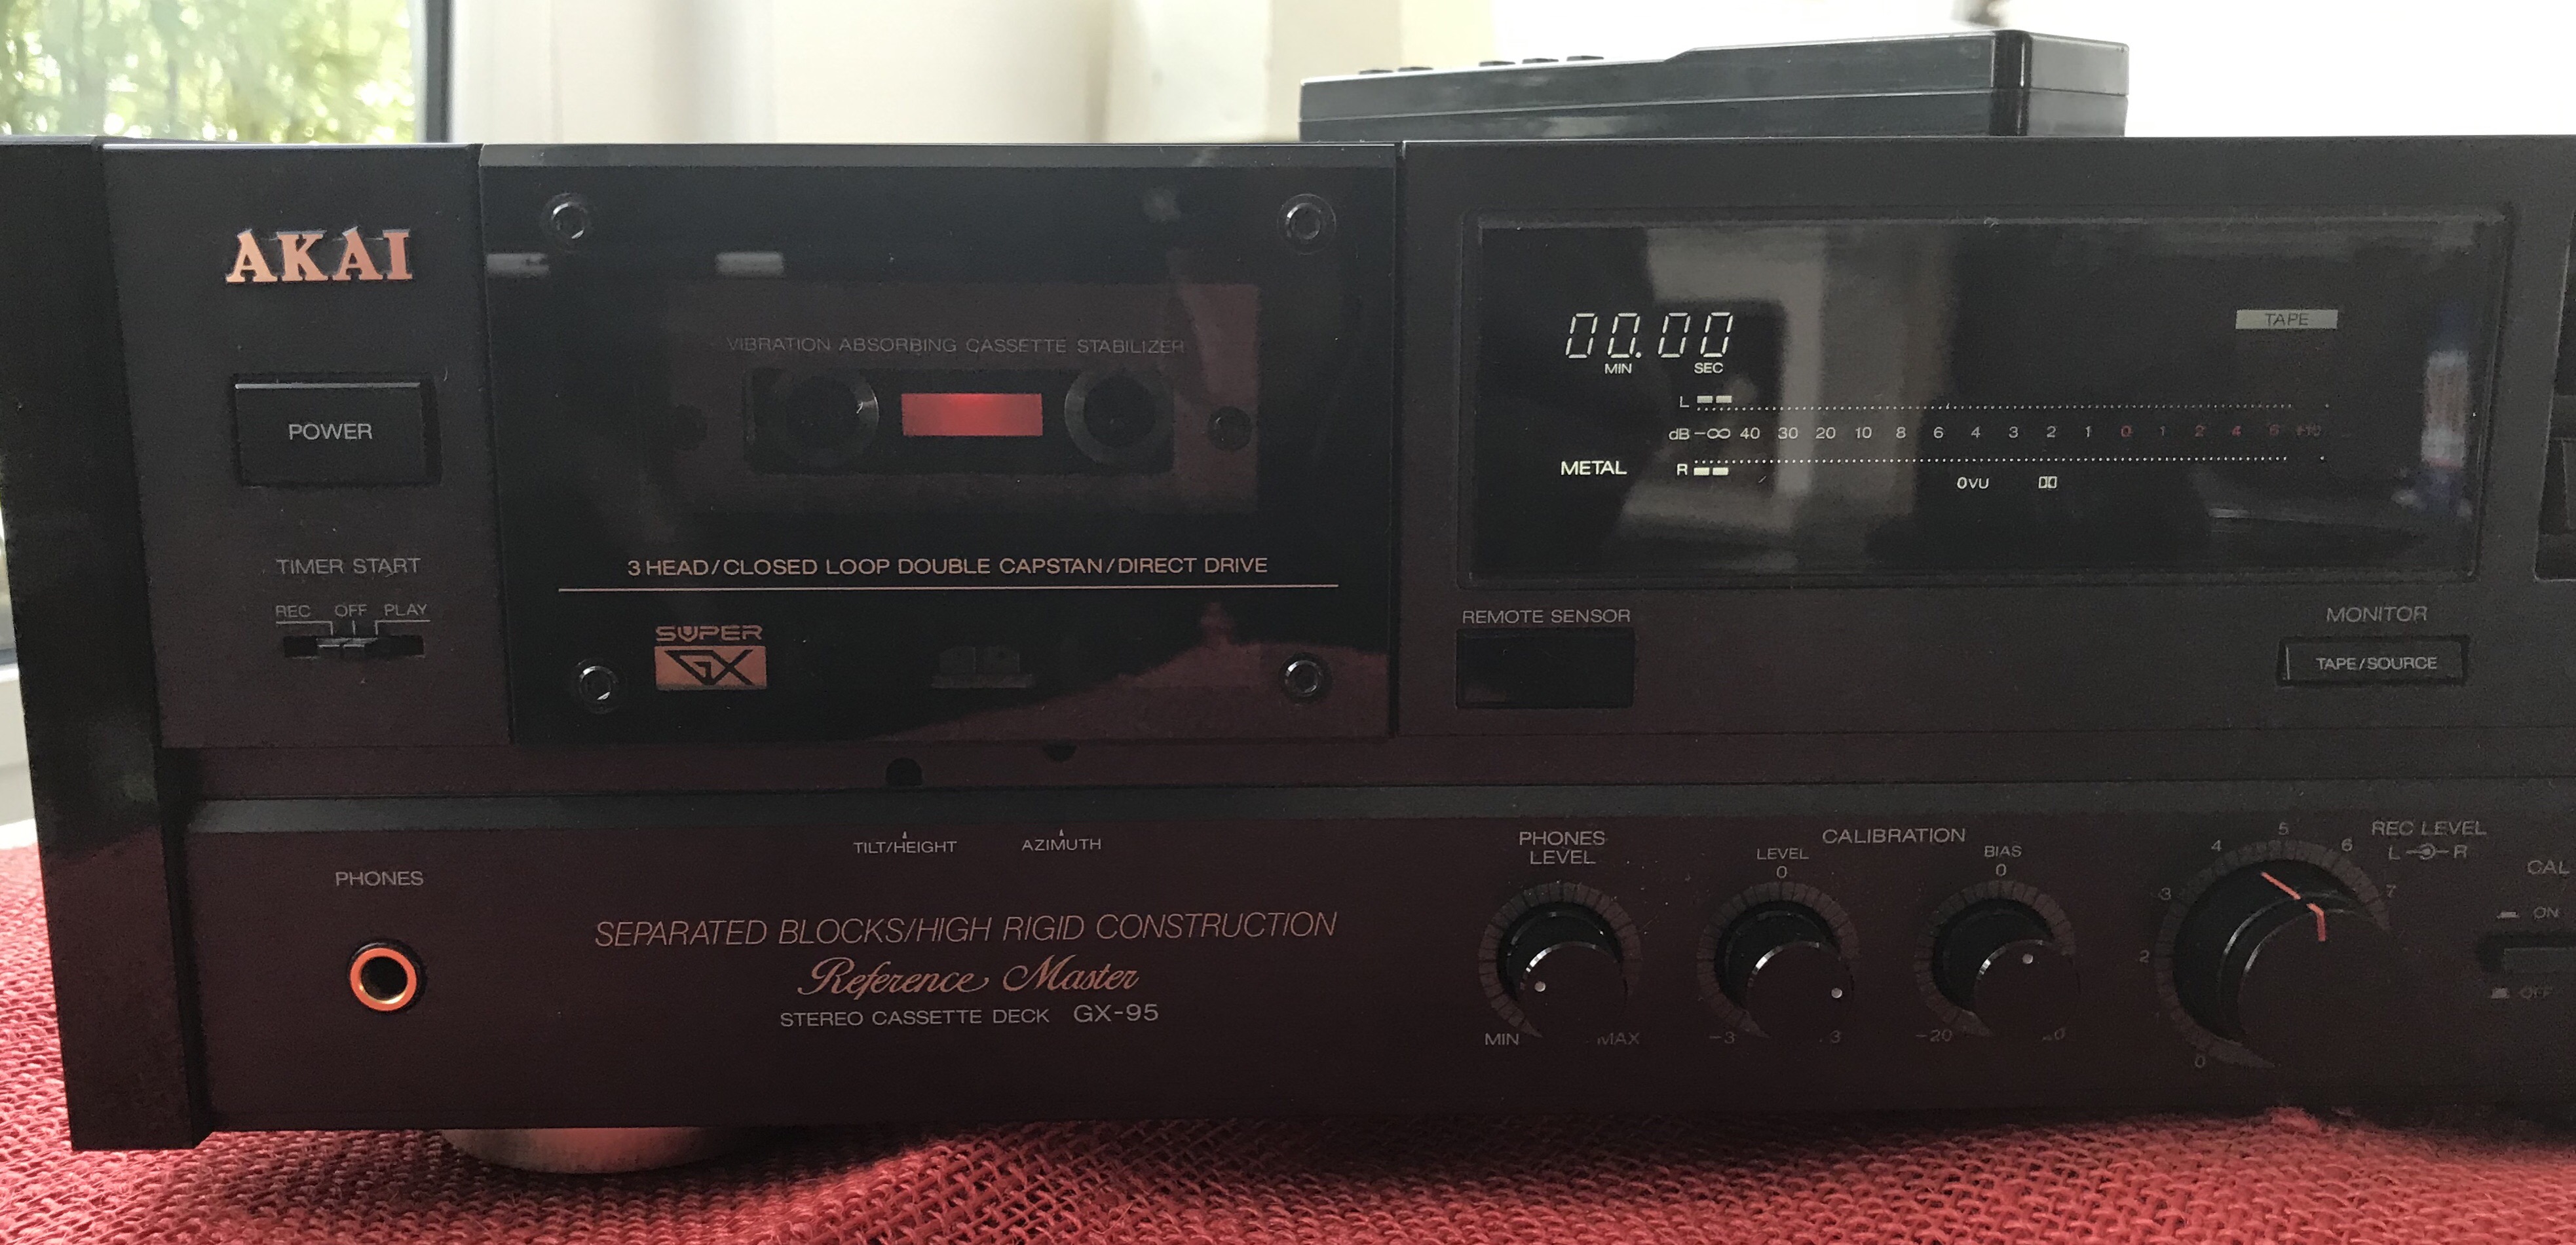 AKAI
POWER
TIMER START
REC OFF PLAY
PHONES
VIBRATION ABSORBING CASSETTE STABILIZER
3 HEAD/CLOSED LOOP DOUBLE CAPSTAN/DIRECT DRIVE
SUPER
GX
TILT/HEIGHT
AZIMUTH
SEPARATED BLOCKS/HIGH RIGID CONSTRUCTION
Reference Master
STEREO CASSETTE DECK GX-95
00.00
MIN SEC
TAPE
L
dB -∞ 40 30 20 10 8 6 4 3 2 1 0 1 2 4 6
METAL R
0VU
REMOTE SENSOR
MONITOR
TAPE/SOURCE
PHONES
LEVEL
MIN MAX
CALIBRATION
LEVEL
0
-3 3
BIAS
0
-20 20
REC LEVEL
L R
0 2 3 4 5 6 7
CAL
ON
OFF